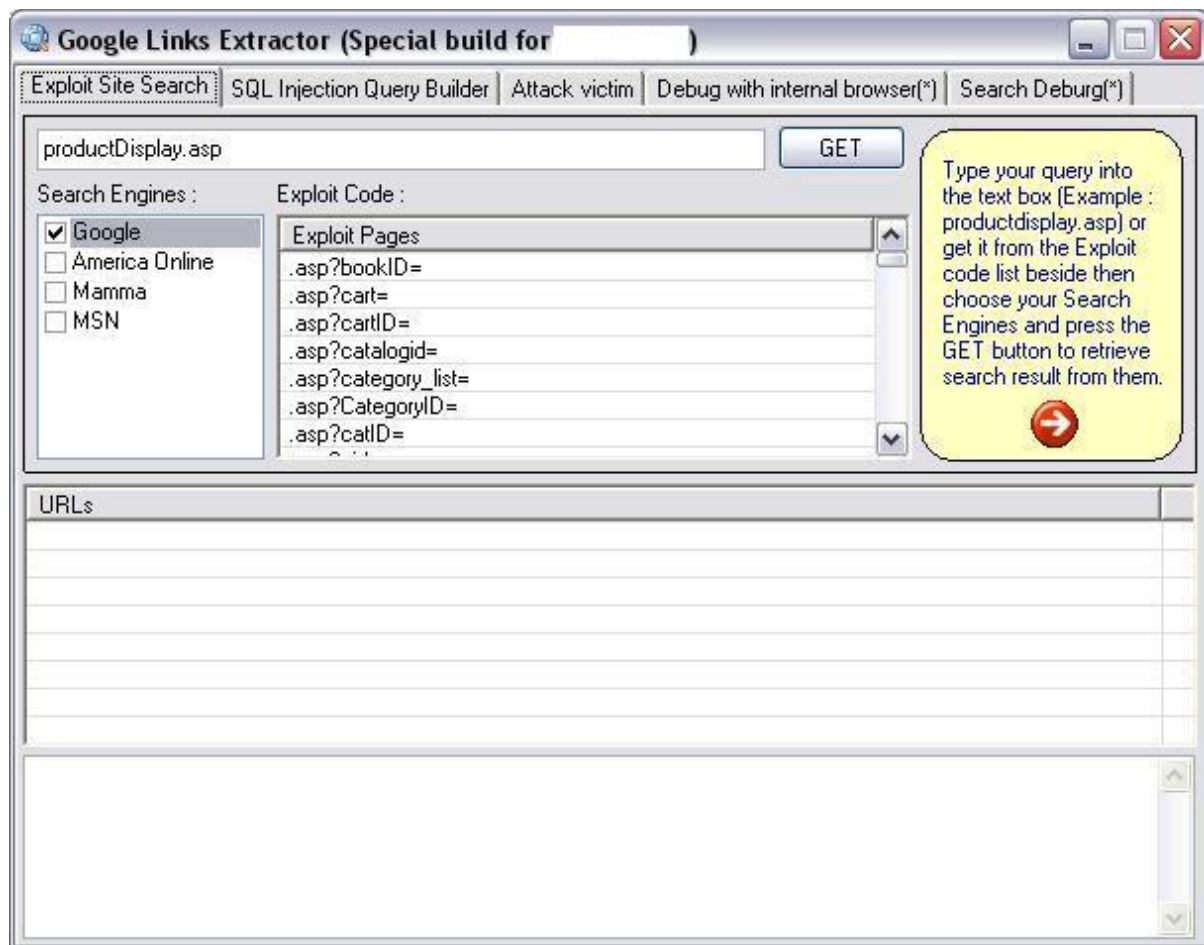 Google Links Extractor (Special build for )
Exploit Site Search SQL Injection Query Builder Attack victim Debug with internal browser(*) Search Deburg(*)
productDisplay.asp GET
Search Engines : Exploit Code :
Google
America Online
Mamma
MSN
Exploit Pages
.asp?bookID=
.asp?cart=
.asp?cartID=
.asp?catalogid=
.asp?category_list=
.asp?CategoryID=
.asp?catID=
Type your query into
the text box (Example :
productdisplay.asp) or
get it from the Exploit
code list beside then
choose your Search
Engines and press the
GET button to retrieve
search result from them.
URLs